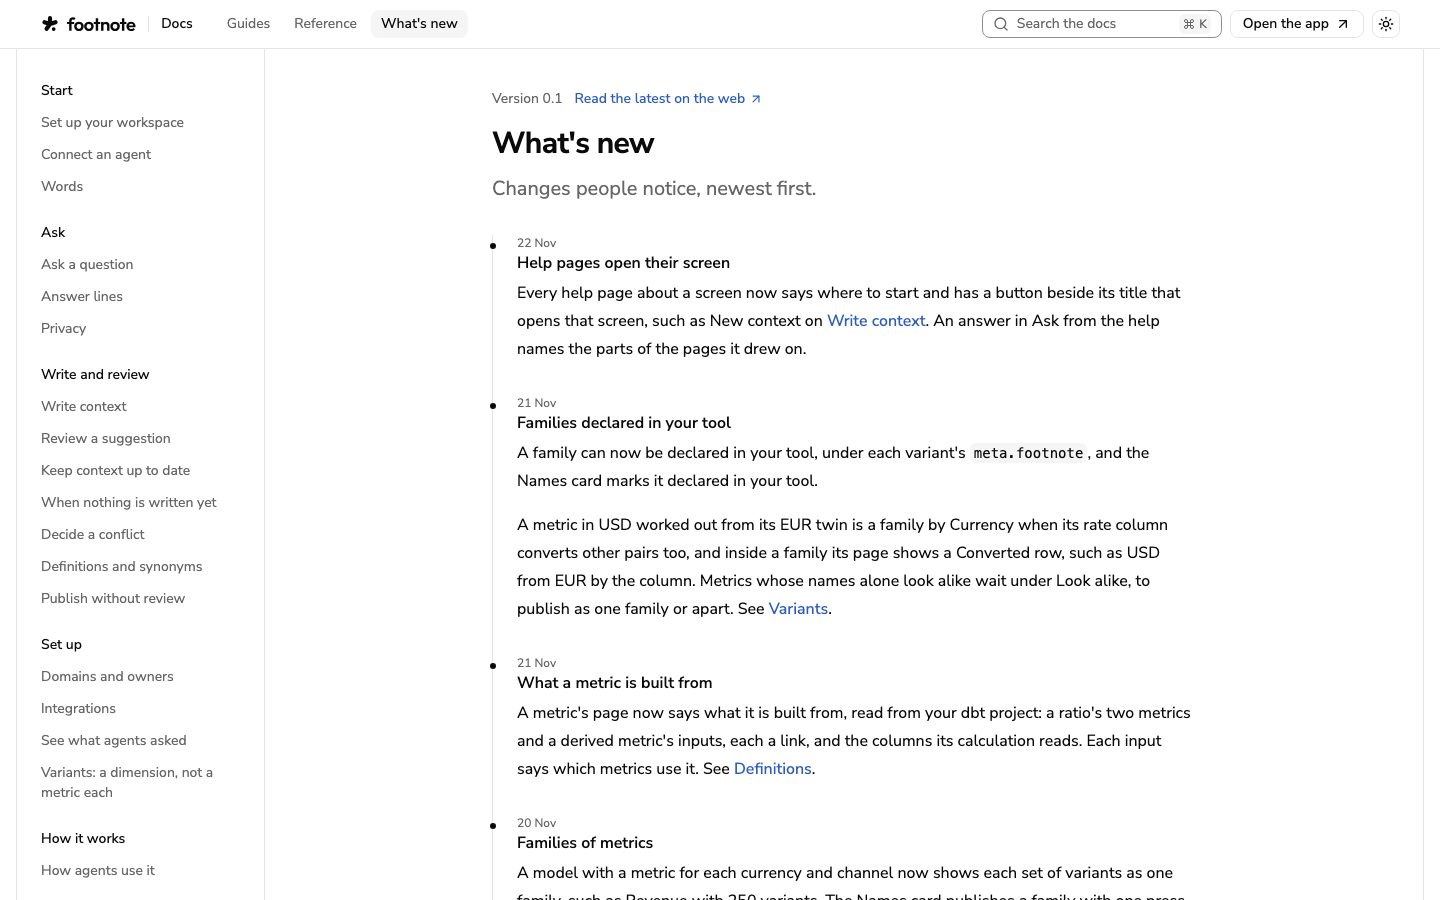 footnote
Docs
Guides
Reference
What's new
Search the docs
⌘ K
Open the app
Start
Set up your workspace
Connect an agent
Words
Ask
Ask a question
Answer lines
Privacy
Write and review
Write context
Review a suggestion
Keep context up to date
When nothing is written yet
Decide a conflict
Definitions and synonyms
Publish without review
Set up
Domains and owners
Integrations
See what agents asked
Variants: a dimension, not a
metric each
How it works
How agents use it
Version 0.1 Read the latest on the web
What's new
Changes people notice, newest first.
22 Nov
Help pages open their screen
Every help page about a screen now says where to start and has a button beside its title that
opens that screen, such as New context on Write context. An answer in Ask from the help
names the parts of the pages it drew on.
21 Nov
Families declared in your tool
A family can now be declared in your tool, under each variant's meta.footnote, and the
Names card marks it declared in your tool.
A metric in USD worked out from its EUR twin is a family by Currency when its rate column
converts other pairs too, and inside a family its page shows a Converted row, such as USD
from EUR by the column. Metrics whose names alone look alike wait under Look alike, to
publish as one family or apart. See Variants.
21 Nov
What a metric is built from
A metric's page now says what it is built from, read from your dbt project: a ratio's two metrics
and a derived metric's inputs, each a link, and the columns its calculation reads. Each input
says which metrics use it. See Definitions.
20 Nov
Families of metrics
A model with a metric for each currency and channel now shows each set of variants as one
family, such as Revenue with 250 variants. The Names card publishes a family with one press